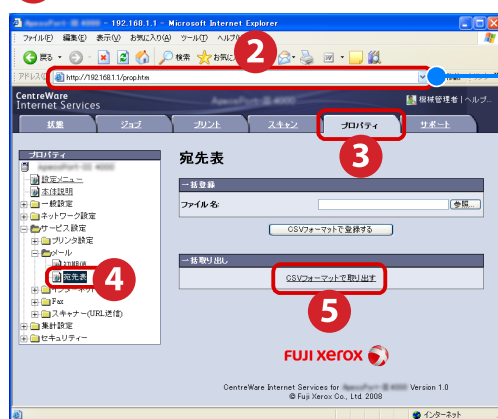 - 192.168.1.1 - Microsoft Internet Explorer
ファイル(F) 編集(E) 表示(V) お気に入り(A) ツール(T) ヘルプ
戻る 検索 お気に
2
アドレス(D) http://192.168.1.1/prop.htm
CentreWare
Internet Services
機械管理者 | ヘルプ
状態 ジョブ プリント スキャン プロパティ サポート
3
プロパティ
設定メニュー
本体説明
一般設定
ネットワーク設定
サービス設定
プリンタ設定
メール
初期値
宛先表
4
Fax
スキャナー(URL送信)
集計設定
セキュリティー
宛先表
一括登録
ファイル名: 参照...
CSVフォーマットで登録する
一括取り出し
CSVフォーマットで取り出す
5
FUJI XEROX
CentreWare Internet Services for Version 1.0
© Fuji Xerox Co., Ltd. 2008
インターネット